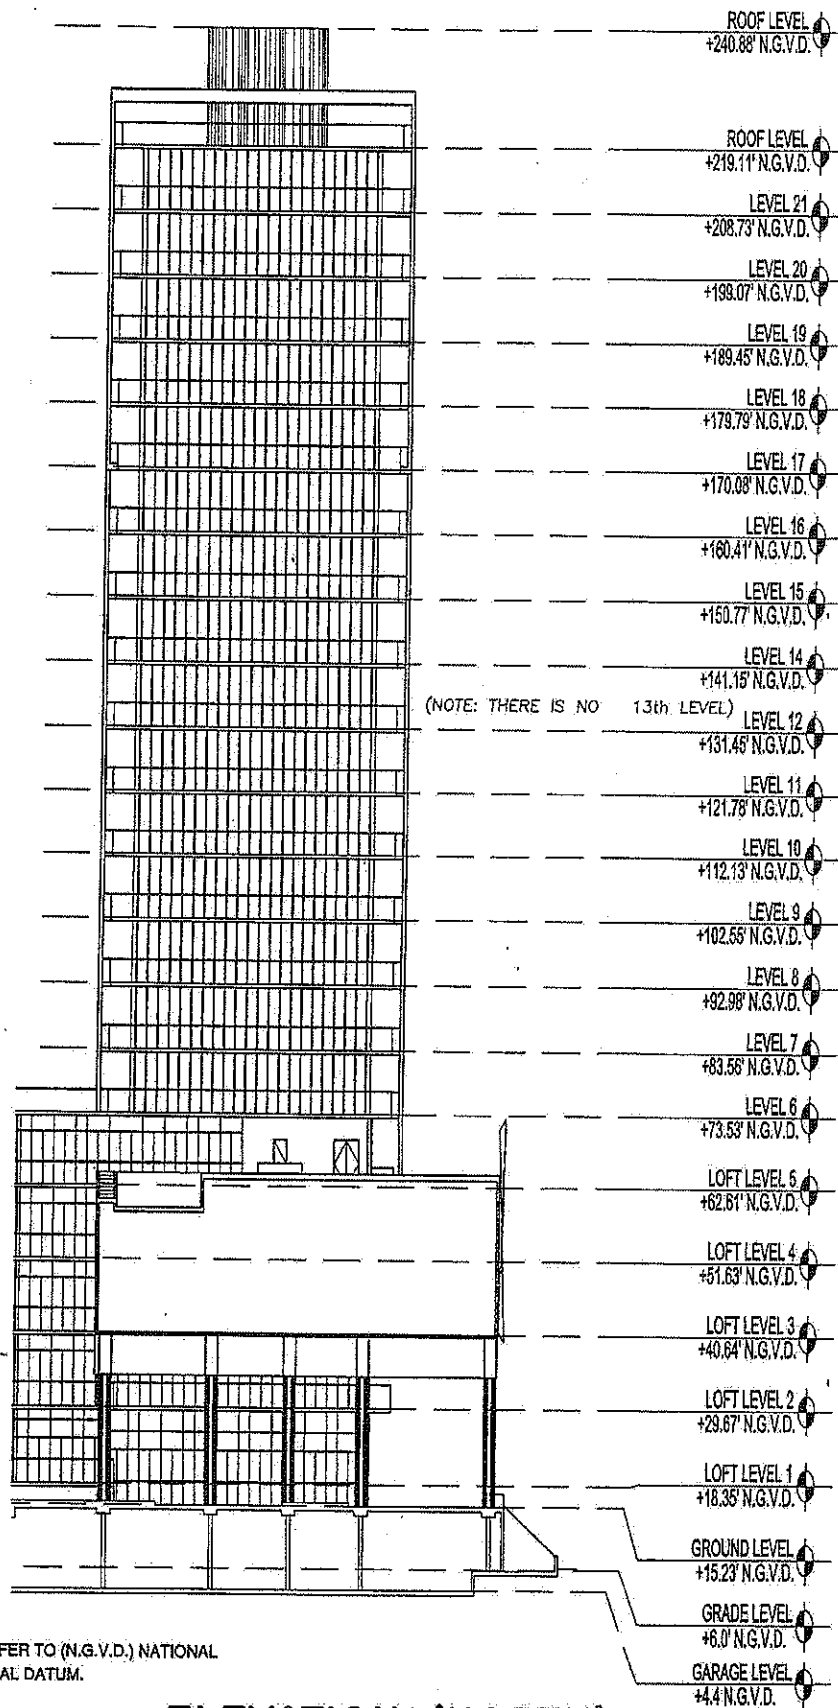 ROOF LEVEL
+240.88' N.G.V.D.
ROOF LEVEL
+219.11' N.G.V.D.
LEVEL 21
+208.73' N.G.V.D.
LEVEL 20
+199.07' N.G.V.D.
LEVEL 19
+189.45' N.G.V.D.
LEVEL 18
+179.79' N.G.V.D.
LEVEL 17
+170.08' N.G.V.D.
LEVEL 16
+160.41' N.G.V.D.
LEVEL 15
+150.77' N.G.V.D.
LEVEL 14
+141.15' N.G.V.D.
(NOTE: THERE IS NO 13th LEVEL)
LEVEL 12
+131.45' N.G.V.D.
LEVEL 11
+121.78' N.G.V.D.
LEVEL 10
+112.13' N.G.V.D.
LEVEL 9
+102.55' N.G.V.D.
LEVEL 8
+92.98' N.G.V.D.
LEVEL 7
+83.56' N.G.V.D.
LEVEL 6
+73.53' N.G.V.D.
LOFT LEVEL 5
+62.61' N.G.V.D.
LOFT LEVEL 4
+51.63' N.G.V.D.
LOFT LEVEL 3
+40.64' N.G.V.D.
LOFT LEVEL 2
+29.67' N.G.V.D.
LOFT LEVEL 1
+18.35' N.G.V.D.
GROUND LEVEL
+15.23' N.G.V.D.
GRADE LEVEL
+6.0' N.G.V.D.
GARAGE LEVEL
+4.4 N.G.V.D.
FER TO (N.G.V.D.) NATIONAL
AL DATUM.